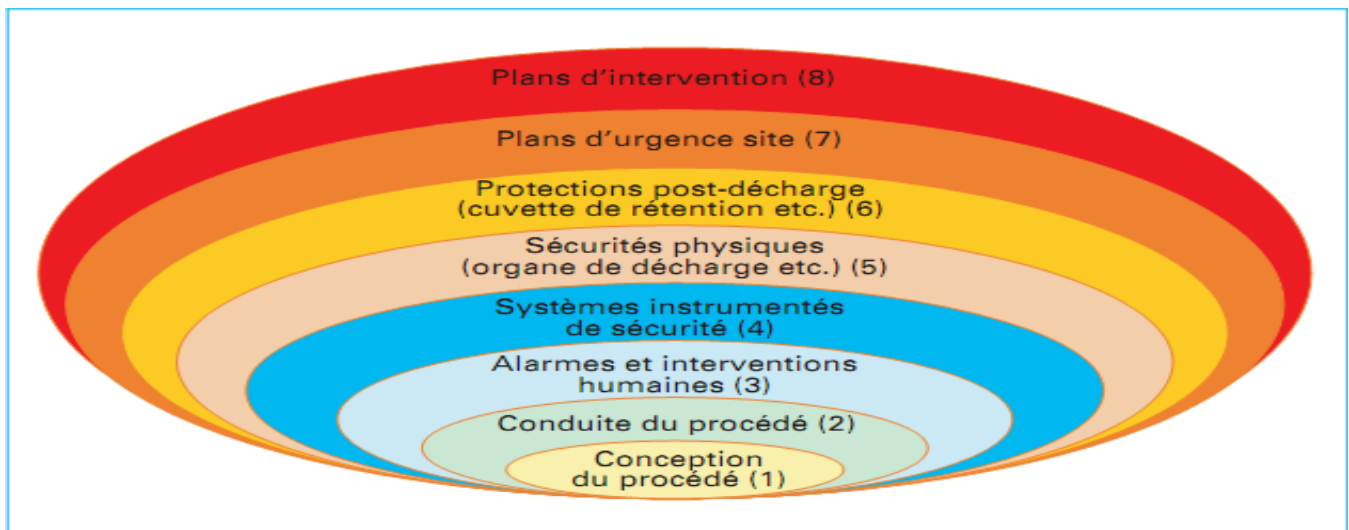 Plans d'intervention (8)
Plans d'urgence site (7)
Protections post-décharge
(cuvette de rétention etc.) (6)
Sécurités physiques
(organe de décharge etc.) (5)
Systèmes instrumentés
de sécurité (4)
Alarmes et interventions
humaines (3)
Conduite du procédé (2)
Conception
du procédé (1)